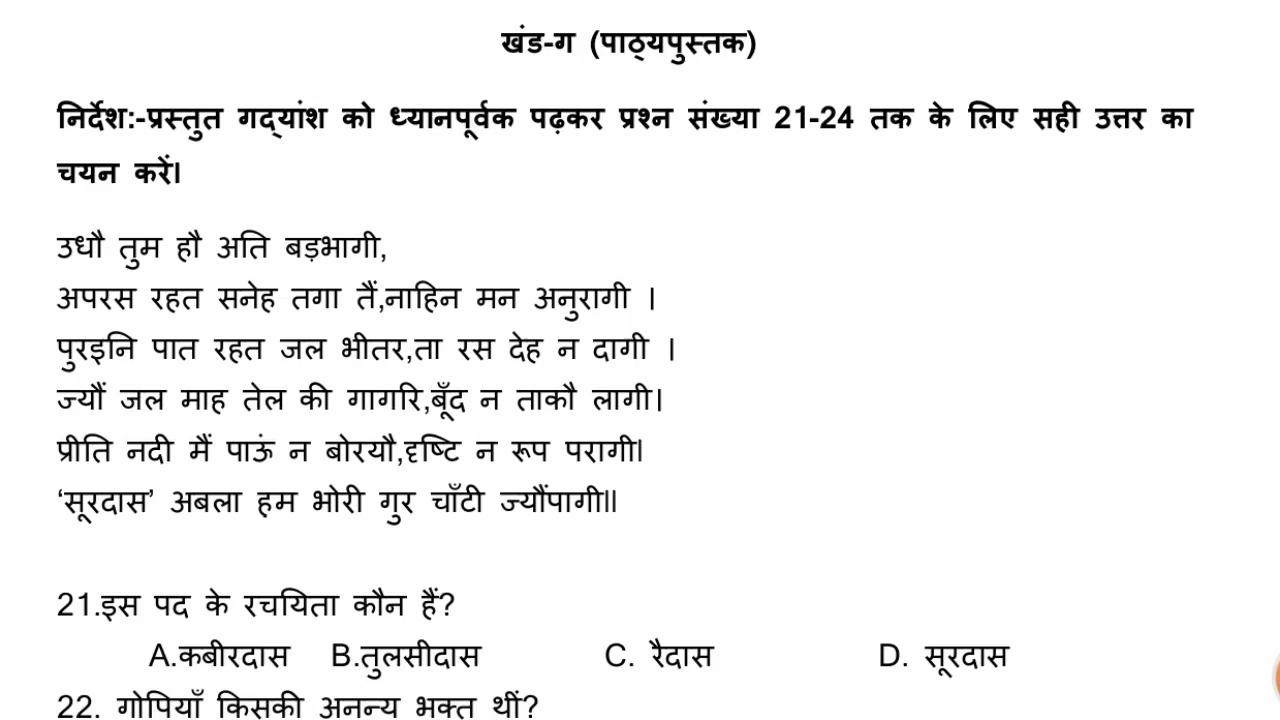 खंड-ग (पाठ्यपुस्तक)
निर्देश:-प्रस्तुत गद्यांश को ध्यानपूर्वक पढ़कर प्रश्न संख्या 21-24 तक के लिए सही उत्तर का
चयन करें।
उधौ तुम हौ अति बड़भागी,
अपरस रहत सनेह तगा तैं,नाहिन मन अनुरागी ।
पुरइनि पात रहत जल भीतर,ता रस देह न दागी ।
ज्यौं जल माह तेल की गागरि,बूँद न ताकौ लागी।
प्रीति नदी मैं पाऊं न बोरयौ,दृष्टि न रूप परागी।
‘सूरदास’ अबला हम भोरी गुर चाँटी ज्यौंपागी॥
21.इस पद के रचयिता कौन हैं?
A.कबीरदास B.तुलसीदास C. रैदास D. सूरदास
22. गोपियाँ किसकी अनन्य भक्त थीं?